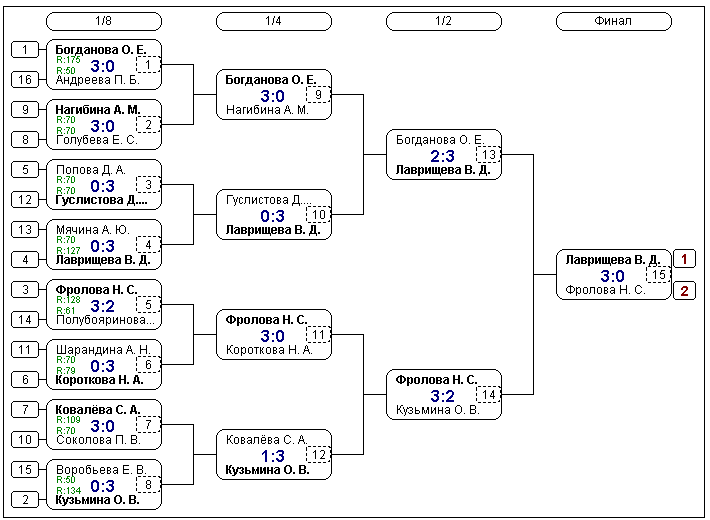 1/8
1/4
1/2
Финал
1
Богданова О. Е.
R:175
3:0
1
R:50
16
Андреева П. Б.
9
Нагибина А. М.
R:70
3:0
2
R:70
8
Голубева Е. С.
5
Попова Д. А.
R:70
0:3
3
R:70
12
Гуслистова Д....
13
Мячина А. Ю.
R:70
0:3
4
R:127
4
Лаврищева В. Д.
3
Фролова Н. С.
R:128
3:2
5
R:61
14
Полубояринова...
11
Шарандина А. Н.
R:70
0:3
6
R:79
6
Короткова Н. А.
7
Ковалёва С. А.
R:109
3:0
7
R:70
10
Соколова П. В.
15
Воробьева Е. В.
R:50
0:3
8
R:134
2
Кузьмина О. В.
Богданова О. Е.
3:0
9
Нагибина А. М.
Гуслистова Д....
0:3
10
Лаврищева В. Д.
Фролова Н. С.
3:0
11
Короткова Н. А.
Ковалёва С. А.
1:3
12
Кузьмина О. В.
Богданова О. Е.
2:3
13
Лаврищева В. Д.
Фролова Н. С.
3:2
14
Кузьмина О. В.
Лаврищева В. Д.
1
3:0
15
Фролова Н. С.
2